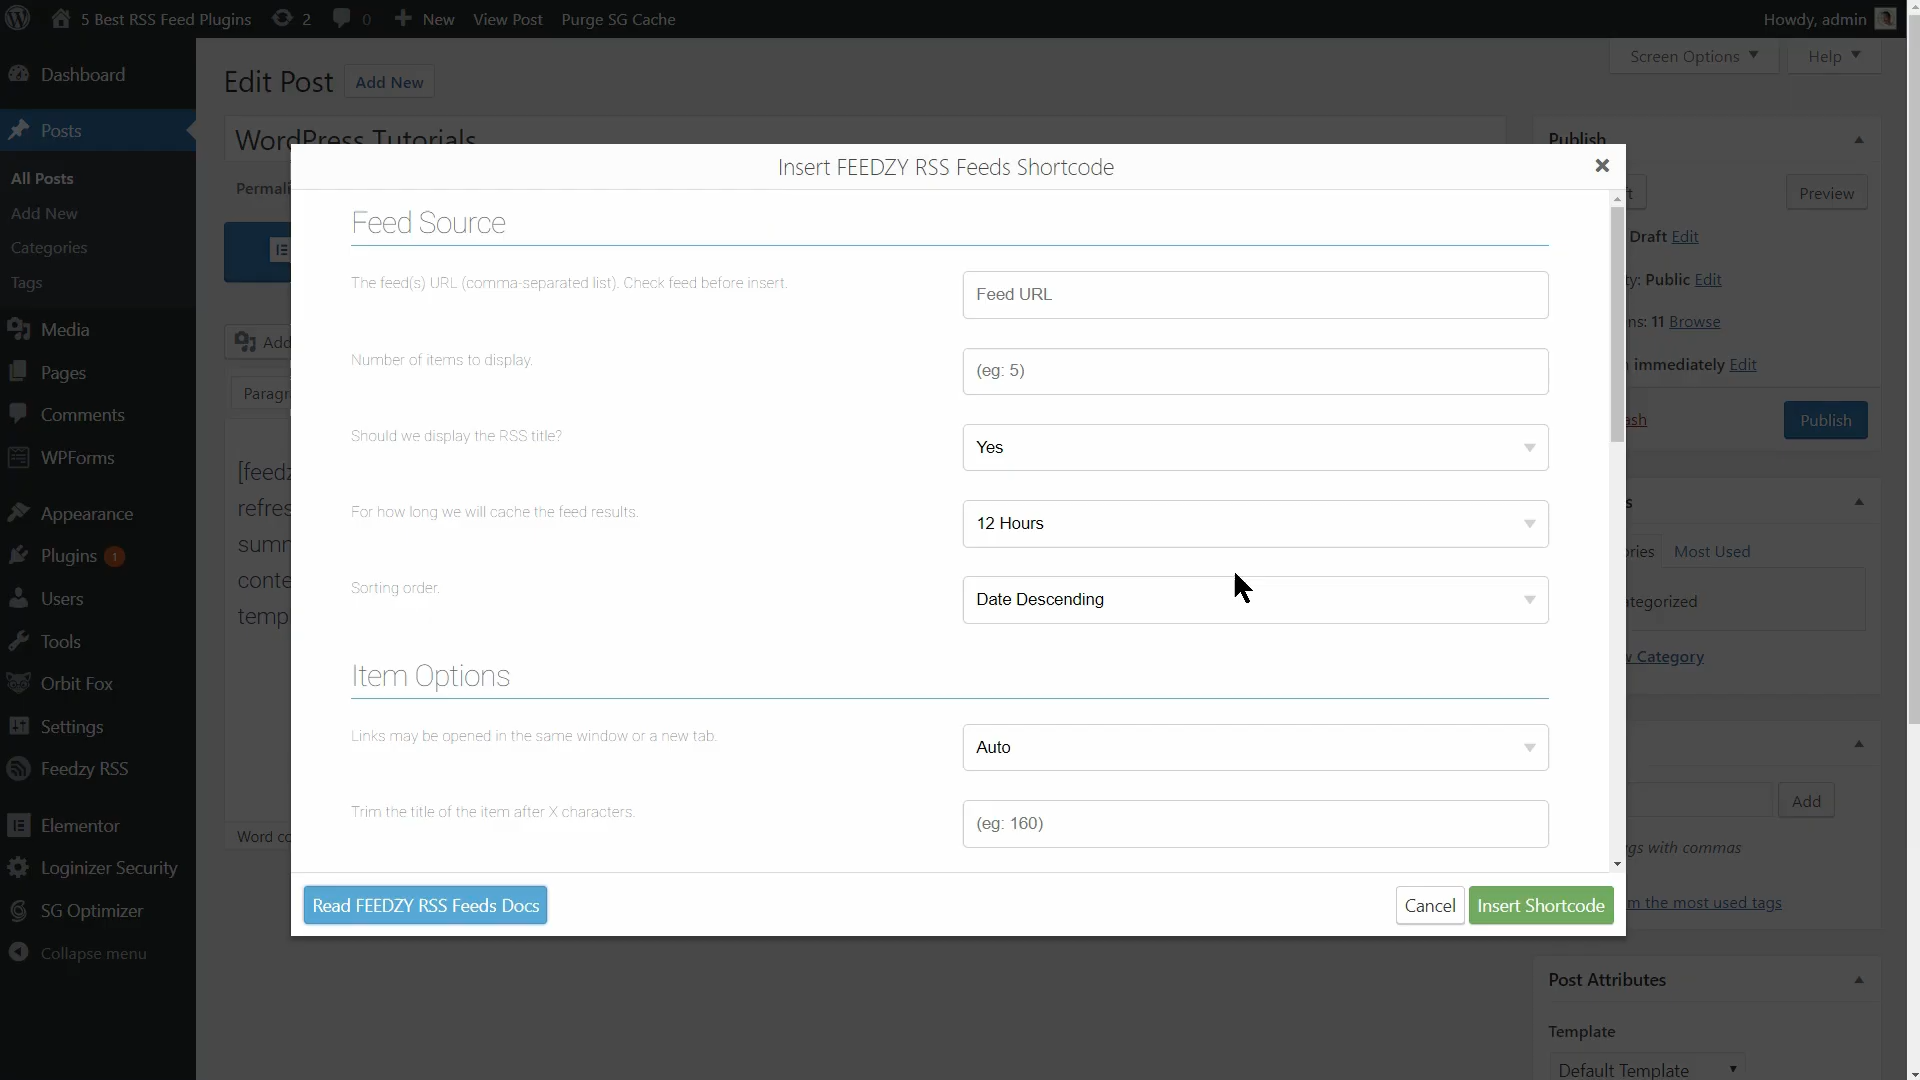 5 Best RSS Feed Plugins 2 0 New View Post Purge SG Cache Howdy, admin
Screen Options Help
Dashboard
Posts
All Posts
Add New
Categories
Tags
Media
Pages
Comments
WPForms
Appearance
Plugins 1
Users
Tools
Orbit Fox
Settings
Feedzy RSS
Elementor
Loginizer Security
SG Optimizer
Collapse menu
Edit Post Add New
WordPress Tutorials
Insert FEEDZY RSS Feeds Shortcode
Feed Source
The feed(s) URL (comma-separated list). Check feed before insert. Feed URL
Number of items to display. (eg: 5)
Should we display the RSS title? Yes
For how long we will cache the feed results. 12 Hours
Sorting order. Date Descending
Item Options
Links may be opened in the same window or a new tab. Auto
Trim the title of the item after X characters. (eg: 160)
Read FEEDZY RSS Feeds Docs Cancel Insert Shortcode
Publish
Preview
Draft Edit
Public Edit
11 Browse
immediately Edit
Publish
Most Used
Category
Add
with commas
the most used tags
Post Attributes
Template
Default Template